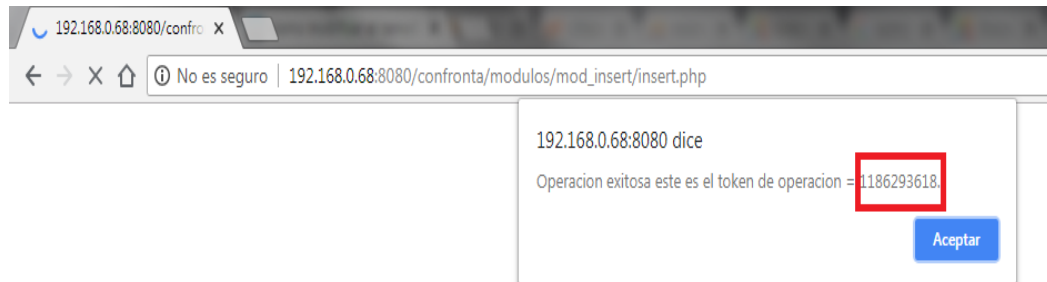 192.168.0.68:8080/confro
No es seguro | 192.168.0.68:8080/confronta/modulos/mod_insert/insert.php
192.168.0.68:8080 dice
Operacion exitosa este es el token de operacion = 1186293618.
Aceptar